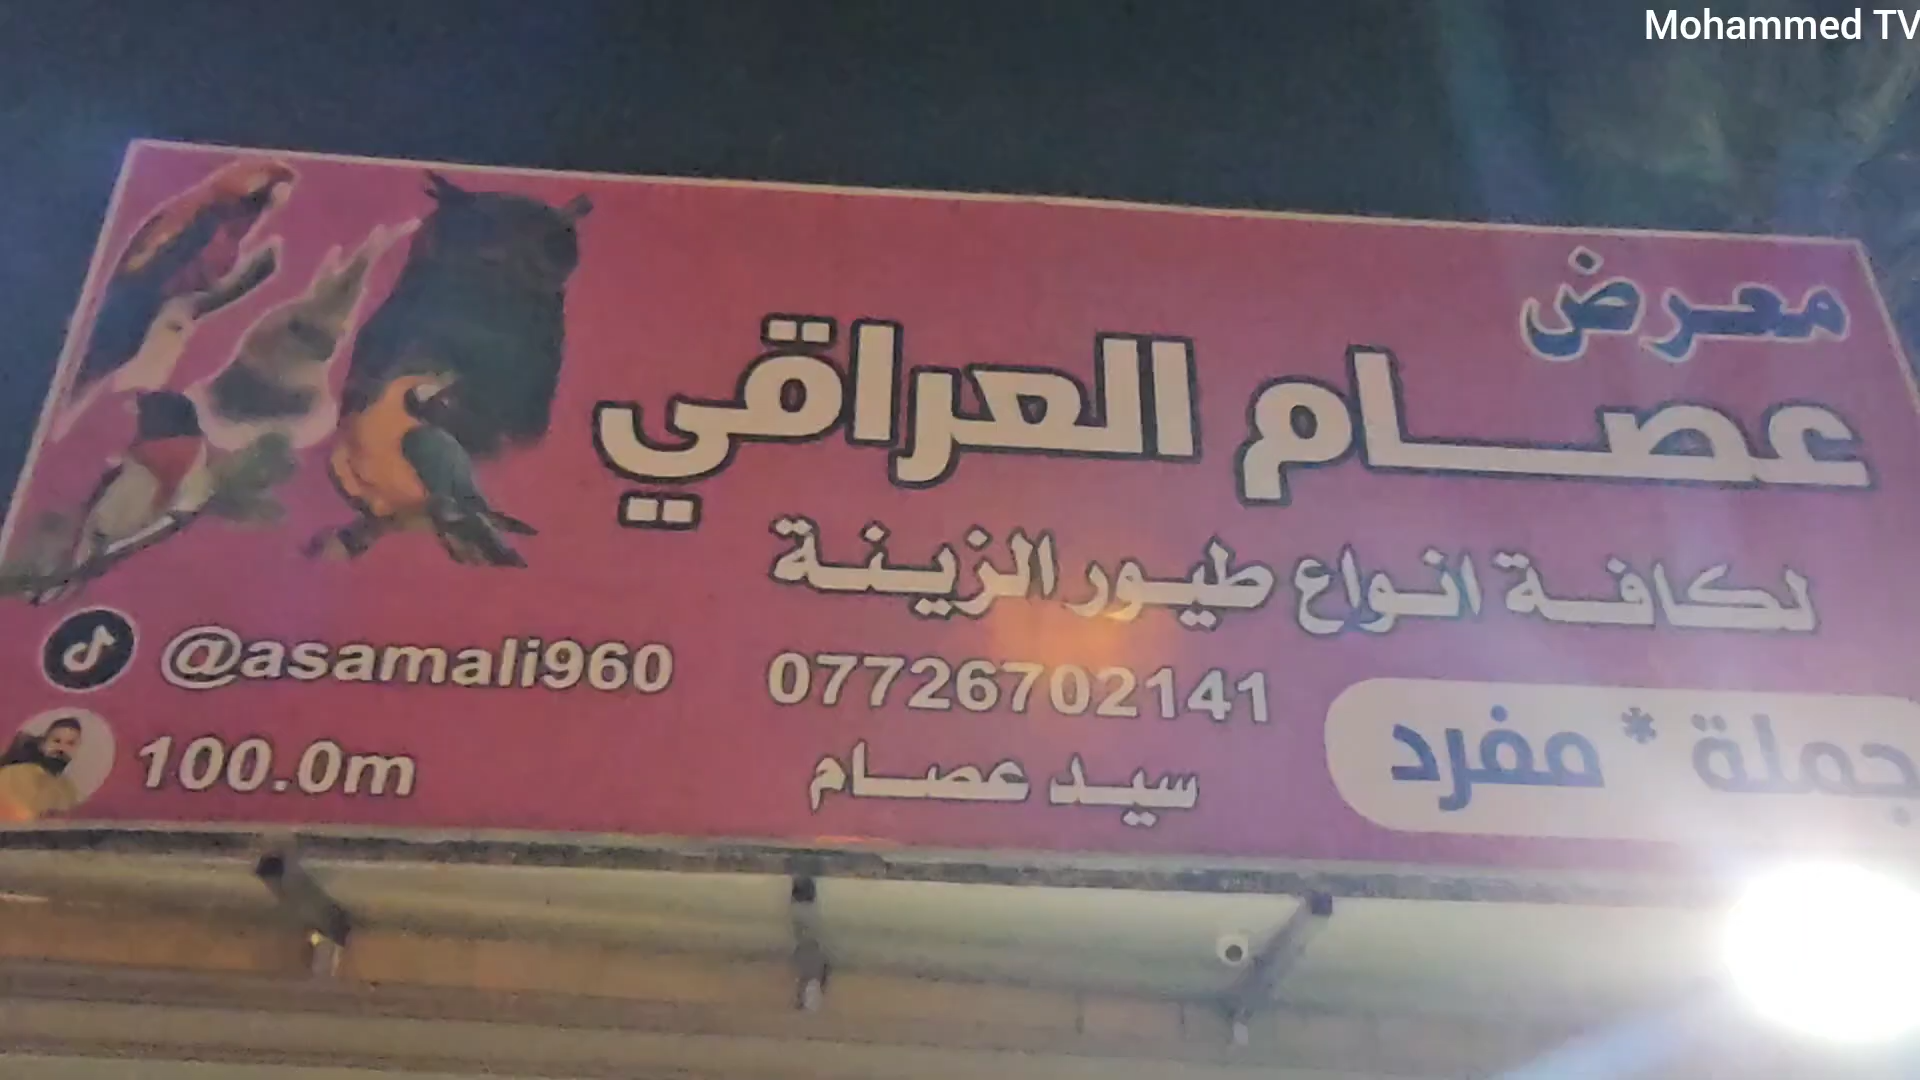 Mohammed TV
معرض
عصام العراقي
لكافة انواع طيور الزينة
@asamali960
07726702141
جملة * مفرد
100.0m
سيد عصام